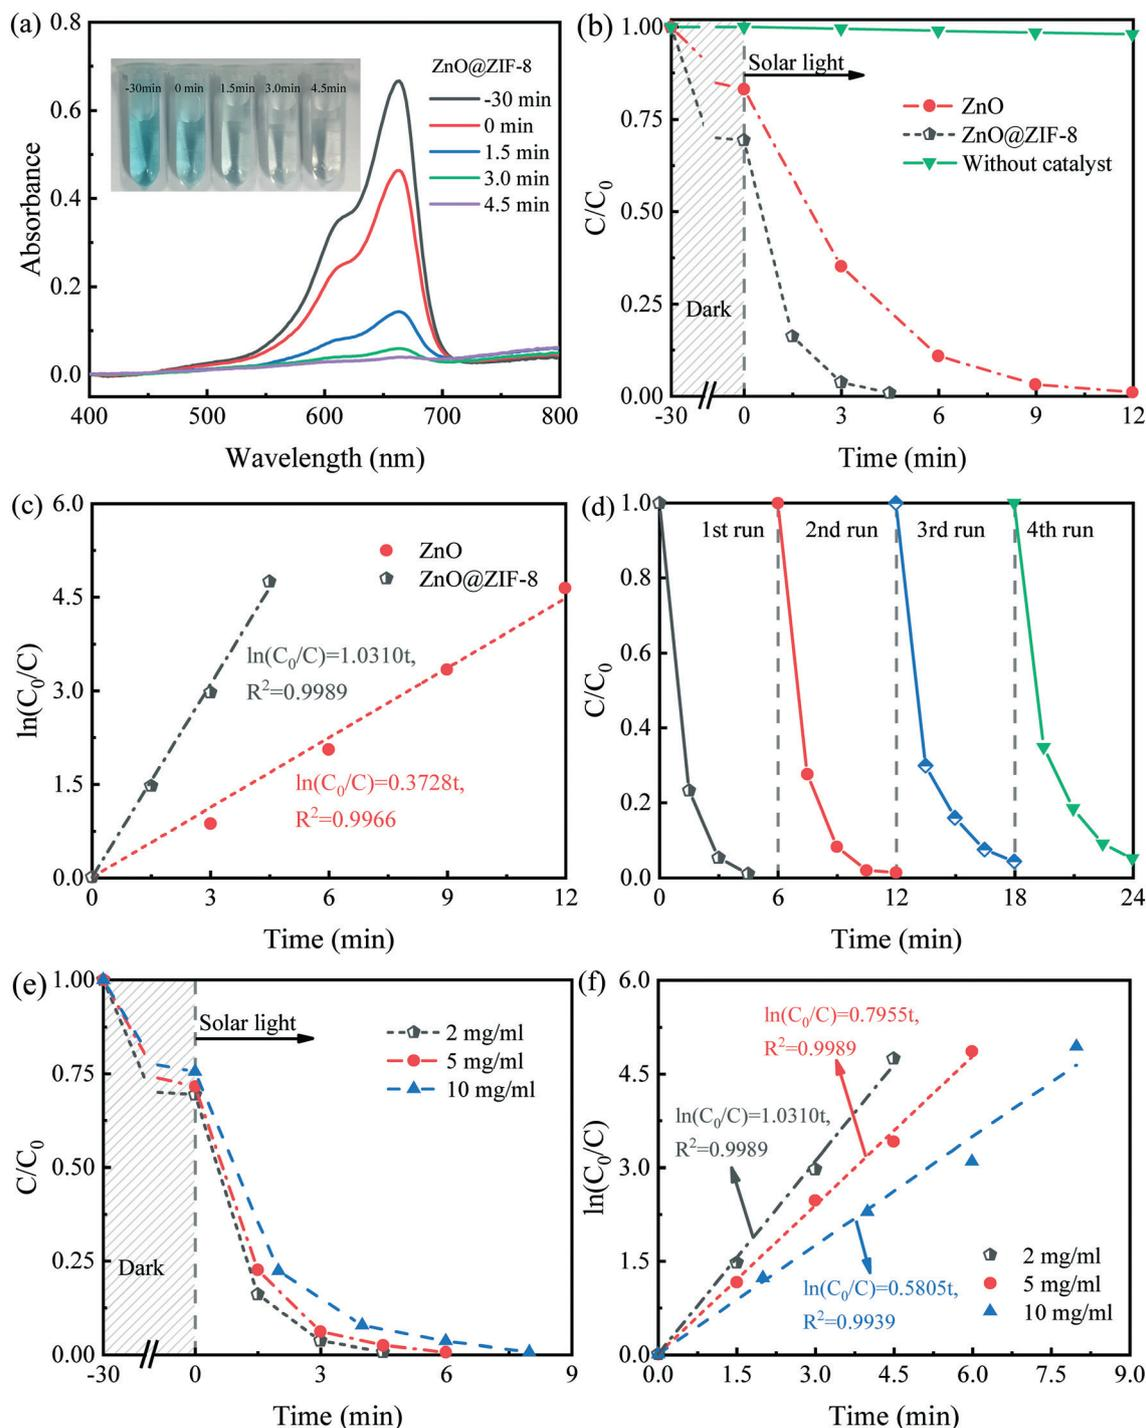 (a)
0.8
0.6
0.4
0.2
0.0
Absorbance
-30min 0 min 1.5min 3.0min 4.5min
ZnO@ZIF-8
-30 min
0 min
1.5 min
3.0 min
4.5 min
400 500 600 700 800
Wavelength (nm)
(b)
1.00
0.75
0.50
0.25
0.00
C/C₀
Solar light
ZnO
ZnO@ZIF-8
Without catalyst
Dark
-30 0 3 6 9 12
Time (min)
(c)
6.0
4.5
3.0
1.5
0.0
ln(C₀/C)
ZnO
ZnO@ZIF-8
ln(C₀/C)=1.0310t,
R²=0.9989
ln(C₀/C)=0.3728t,
R²=0.9966
0 3 6 9 12
Time (min)
(d)
1.0
0.8
0.6
0.4
0.2
0.0
C/C₀
1st run 2nd run 3rd run 4th run
0 6 12 18 24
Time (min)
(e)
1.00
0.75
0.50
0.25
0.00
C/C₀
Solar light
2 mg/ml
5 mg/ml
10 mg/ml
Dark
-30 0 3 6 9
Time (min)
(f)
6.0
4.5
3.0
1.5
0.0
ln(C₀/C)
ln(C₀/C)=0.7955t,
R²=0.9989
ln(C₀/C)=1.0310t,
R²=0.9989
ln(C₀/C)=0.5805t,
R²=0.9939
2 mg/ml
5 mg/ml
10 mg/ml
0.0 1.5 3.0 4.5 6.0 7.5 9.0
Time (min)